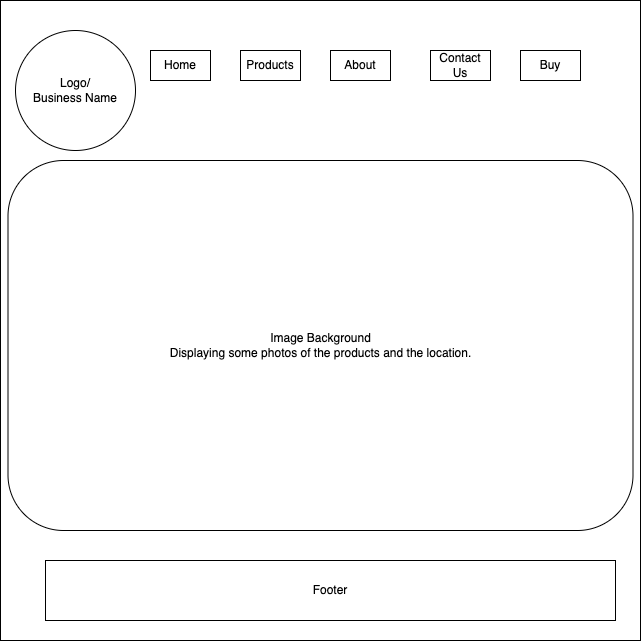 Logo/
Business Name
Home
Products
About
Contact
Us
Buy
Image Background
Displaying some photos of the products and the location.
Footer